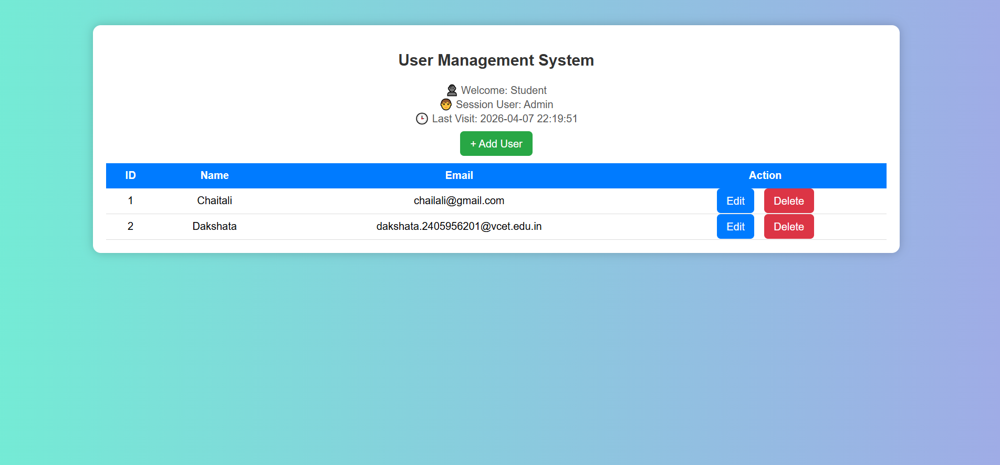 User Management System
Welcome: Student
Session User: Admin
Last Visit: 2026-04-07 22:19:51
+ Add User
ID Name Email Action
1 Chaitali chailali@gmail.com Edit Delete
2 Dakshata dakshata.2405956201@vcet.edu.in Edit Delete